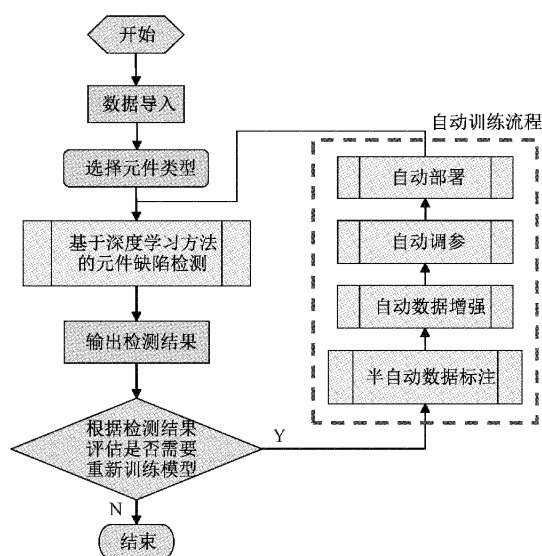 开始
数据导入
选择元件类型
基于深度学习方法
的元件缺陷检测
输出检测结果
根据检测结果
评估是否需要
重新训练模型
Y
N
结束
自动训练流程
自动部署
自动调参
自动数据增强
半自动数据标注